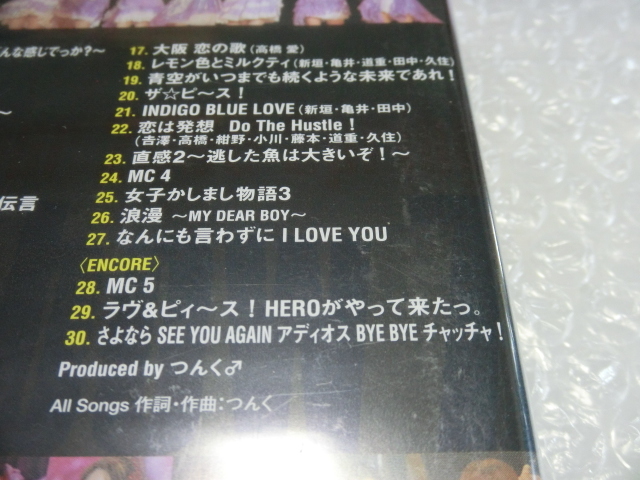 んな感じでっか?〜
〜
伝言
17. 大阪 恋の歌(高橋 愛)
18. レモン色とミルクティ(新垣・亀井・道重・田中・久住)
19. 青空がいつまでも続くような未来であれ!
20. ザ☆ピ〜ス!
21. INDIGO BLUE LOVE(新垣・亀井・田中)
22. 恋は発想 Do The Hustle!
(吉澤・高橋・紺野・小川・藤本・道重・久住)
23. 直感2〜逃した魚は大きいぞ!〜
24. MC 4
25. 女子かしまし物語3
26. 浪漫 〜MY DEAR BOY〜
27. なんにも言わずに I LOVE YOU
〈ENCORE〉
28. MC 5
29. ラヴ&ピィ〜ス! HEROがやって来たっ。
30. さよなら SEE YOU AGAIN アディオス BYE BYE チャッチャ!
Produced by つんく♂
All Songs 作詞・作曲:つんく